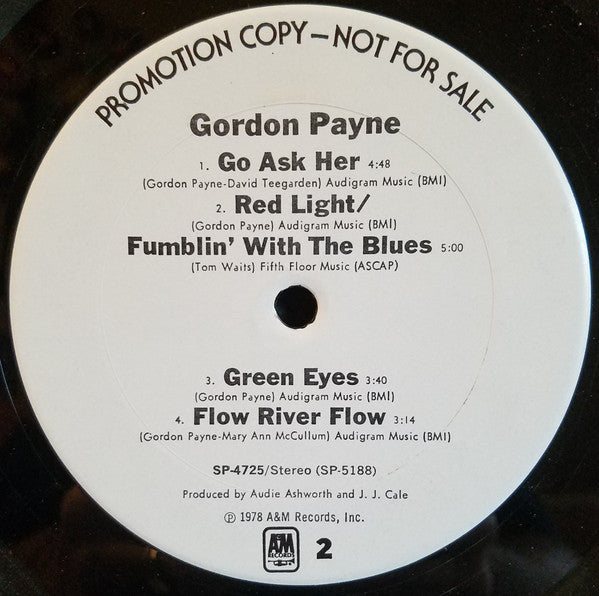 PROMOTION COPY—NOT FOR SALE
Gordon Payne
1. Go Ask Her 4:48
(Gordon Payne-David Teegarden) Audigram Music (BMI)
2. Red Light/
(Gordon Payne) Audigram Music (BMI)
Fumblin' With The Blues 5:00
(Tom Waits) Fifth Floor Music (ASCAP)
3. Green Eyes 3:40
(Gordon Payne) Audigram Music (BMI)
4. Flow River Flow 3:14
(Gordon Payne-Mary Ann McCullum) Audigram Music (BMI)
SP-4725/Stereo (SP-5188)
Produced by Audie Ashworth and J. J. Cale
℗ 1978 A&M Records, Inc.
A&M
RECORDS
2